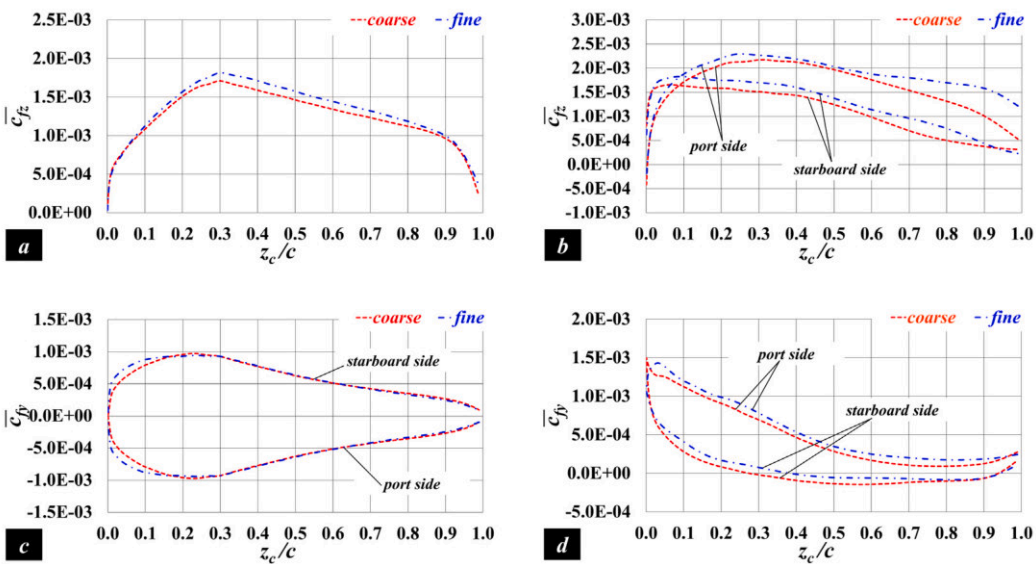 coarse fine
2.5E-03
2.0E-03
1.5E-03
1.0E-03
5.0E-04
0.0E+00
c̄fz
0.0 0.1 0.2 0.3 0.4 0.5 0.6 0.7 0.8 0.9 1.0
zc/c
a
coarse fine
3.0E-03
2.5E-03
2.0E-03
1.5E-03
1.0E-03
5.0E-04
0.0E+00
-5.0E-04
-1.0E-03
c̄fz
port side
starboard side
0.0 0.1 0.2 0.3 0.4 0.5 0.6 0.7 0.8 0.9 1.0
zc/c
b
coarse fine
1.5E-03
1.0E-03
5.0E-04
0.0E+00
-5.0E-04
-1.0E-03
-1.5E-03
c̄fy
starboard side
port side
0.0 0.1 0.2 0.3 0.4 0.5 0.6 0.7 0.8 0.9 1.0
zc/c
c
coarse fine
2.0E-03
1.5E-03
1.0E-03
5.0E-04
0.0E+00
-5.0E-04
c̄fy
port side
starboard side
0.0 0.1 0.2 0.3 0.4 0.5 0.6 0.7 0.8 0.9 1.0
zc/c
d